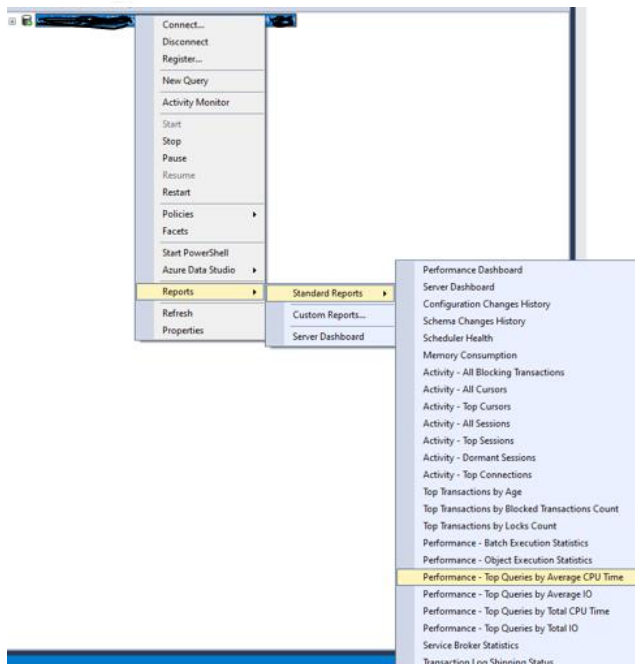 Connect...
Disconnect
Register...
New Query
Activity Monitor
Start
Stop
Pause
Resume
Restart
Policies
Facets
Start PowerShell
Azure Data Studio
Reports
Refresh
Properties
Standard Reports
Custom Reports...
Server Dashboard
Performance Dashboard
Server Dashboard
Configuration Changes History
Schema Changes History
Scheduler Health
Memory Consumption
Activity - All Blocking Transactions
Activity - All Cursors
Activity - Top Cursors
Activity - All Sessions
Activity - Top Sessions
Activity - Dormant Sessions
Activity - Top Connections
Top Transactions by Age
Top Transactions by Blocked Transactions Count
Top Transactions by Locks Count
Performance - Batch Execution Statistics
Performance - Object Execution Statistics
Performance - Top Queries by Average CPU Time
Performance - Top Queries by Average IO
Performance - Top Queries by Total CPU Time
Performance - Top Queries by Total IO
Service Broker Statistics
Transaction Log Shipping Status